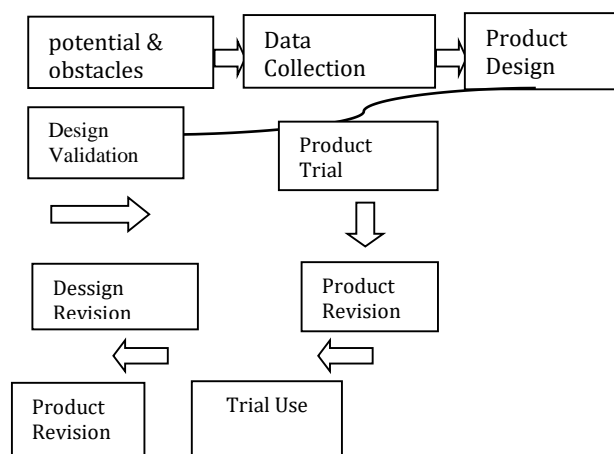 potential &
obstacles
Data
Collection
Product
Design
Design
Validation
Product
Trial
Dessign
Revision
Product
Revision
Product
Revision
Trial Use